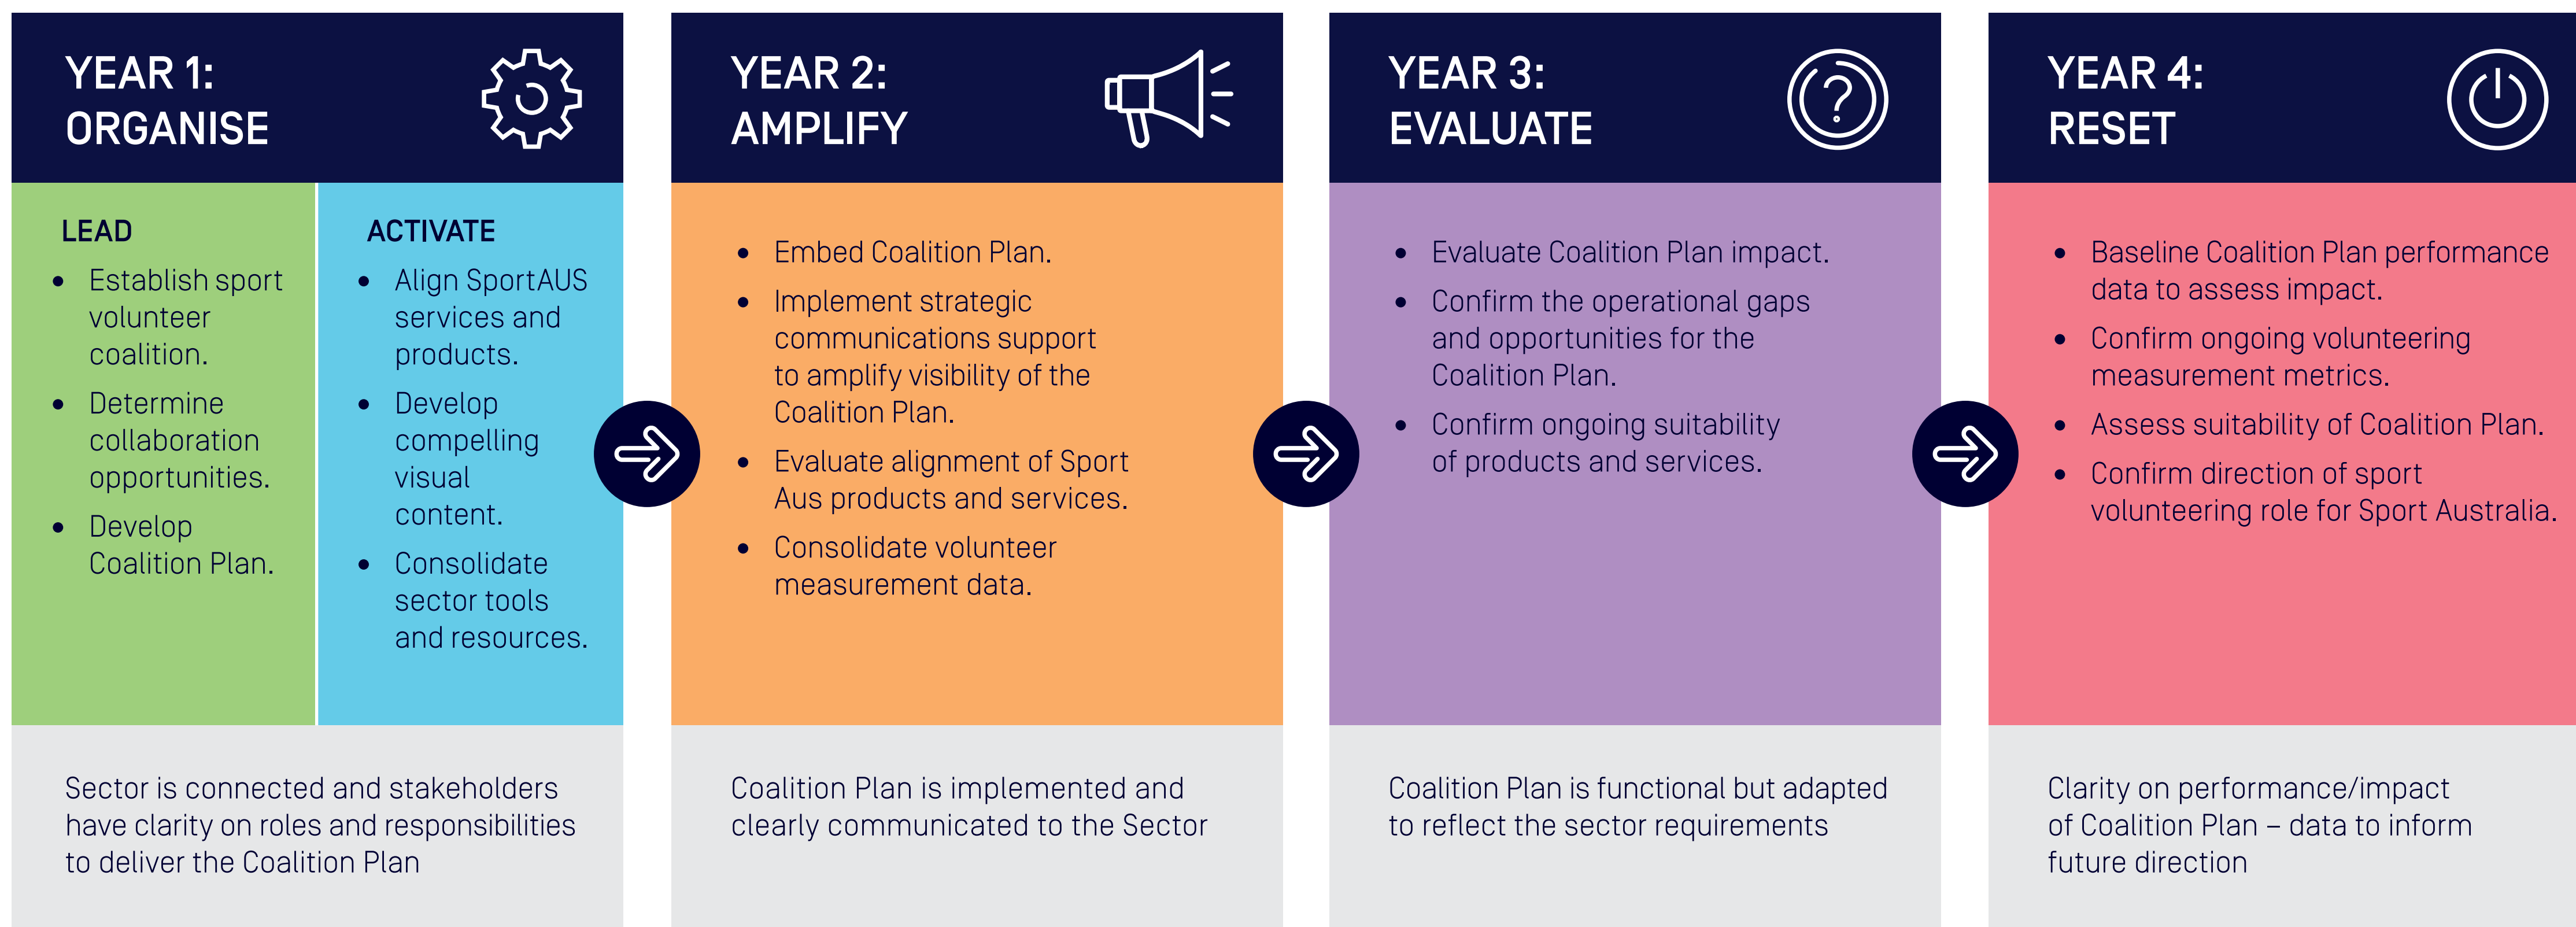 YEAR 1:
ORGANISE
LEAD
• Establish sport
volunteer
coalition.
• Determine
collaboration
opportunities.
• Develop
Coalition Plan.
ACTIVATE
• Align SportAUS
services and
products.
• Develop
compelling
visual
content.
• Consolidate
sector tools
and resources.
Sector is connected and stakeholders
have clarity on roles and responsibilities
to deliver the Coalition Plan
YEAR 2:
AMPLIFY
• Embed Coalition Plan.
• Implement strategic
communications support
to amplify visibility of the
Coalition Plan.
• Evaluate alignment of Sport
Aus products and services.
• Consolidate volunteer
measurement data.
Coalition Plan is implemented and
clearly communicated to the Sector
YEAR 3:
EVALUATE
• Evaluate Coalition Plan impact.
• Confirm the operational gaps
and opportunities for the
Coalition Plan.
• Confirm ongoing suitability
of products and services.
Coalition Plan is functional but adapted
to reflect the sector requirements
YEAR 4:
RESET
• Baseline Coalition Plan performance
data to assess impact.
• Confirm ongoing volunteering
measurement metrics.
• Assess suitability of Coalition Plan.
• Confirm direction of sport
volunteering role for Sport Australia.
Clarity on performance/impact
of Coalition Plan – data to inform
future direction